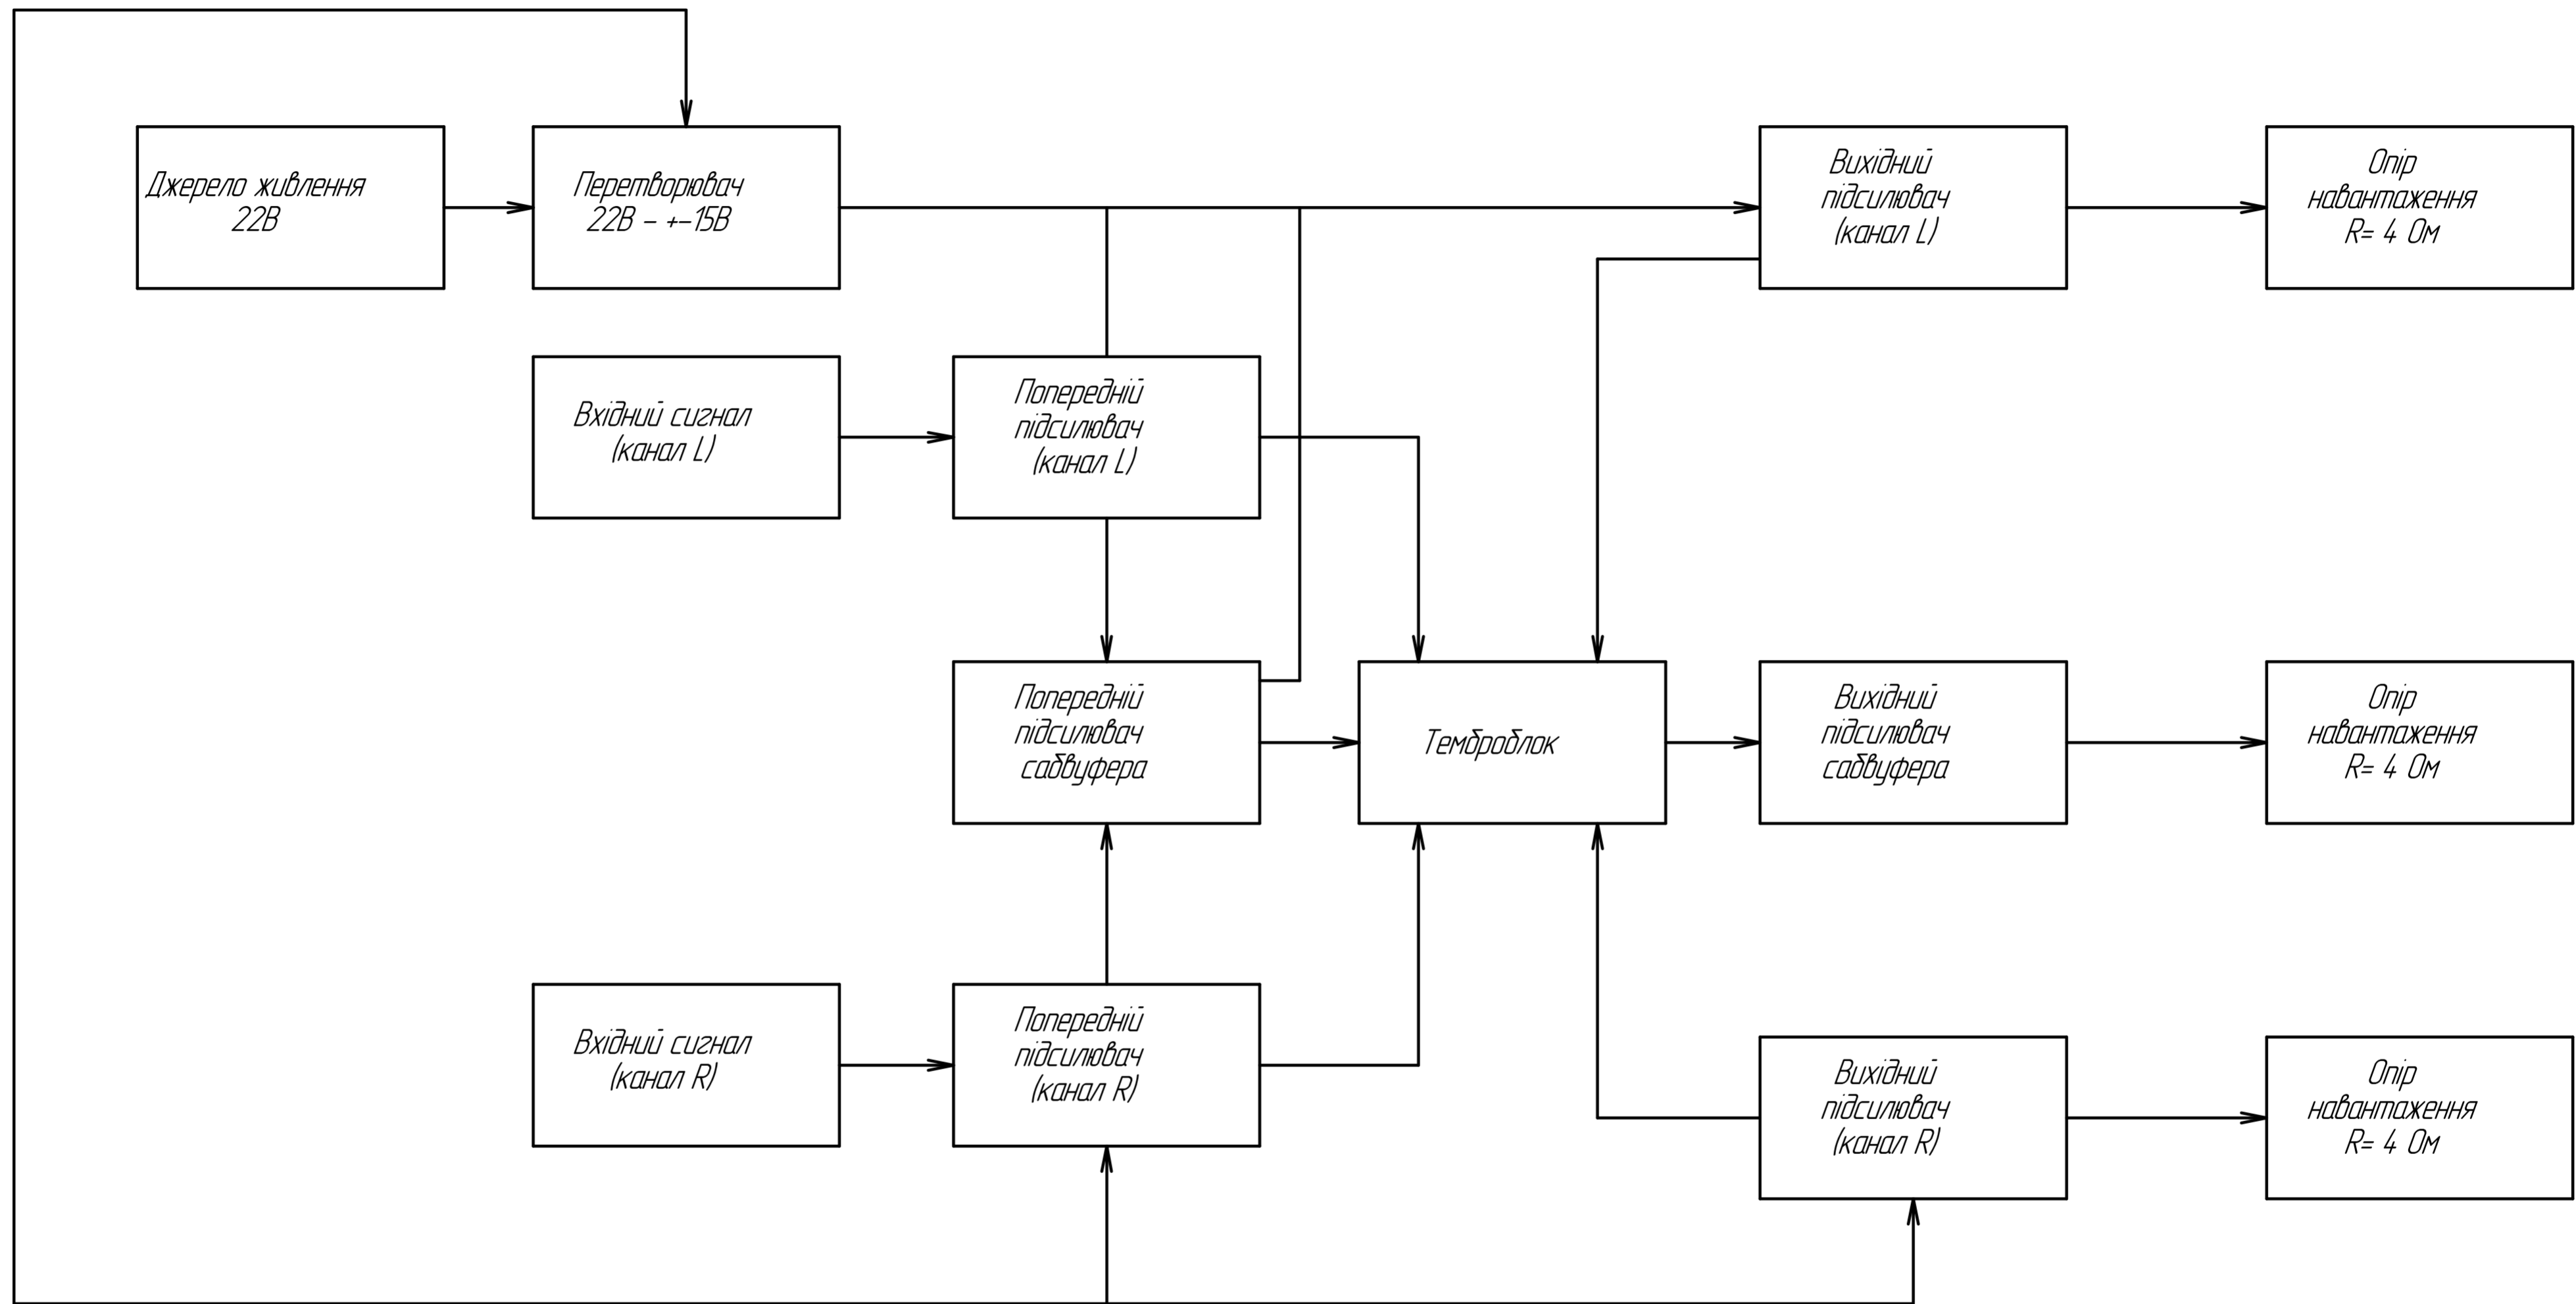 Джерело живлення
22В
Перетворювач
22В - +-15В
Вихідний
підсилювач
(канал L)
Опір
навантаження
R= 4 Ом
Вхідний сигнал
(канал L)
Попередній
підсилювач
(канал L)
Попередній
підсилювач
сабвуфера
Темброблок
Вихідний
підсилювач
сабвуфера
Опір
навантаження
R= 4 Ом
Вхідний сигнал
(канал R)
Попередній
підсилювач
(канал R)
Вихідний
підсилювач
(канал R)
Опір
навантаження
R= 4 Ом